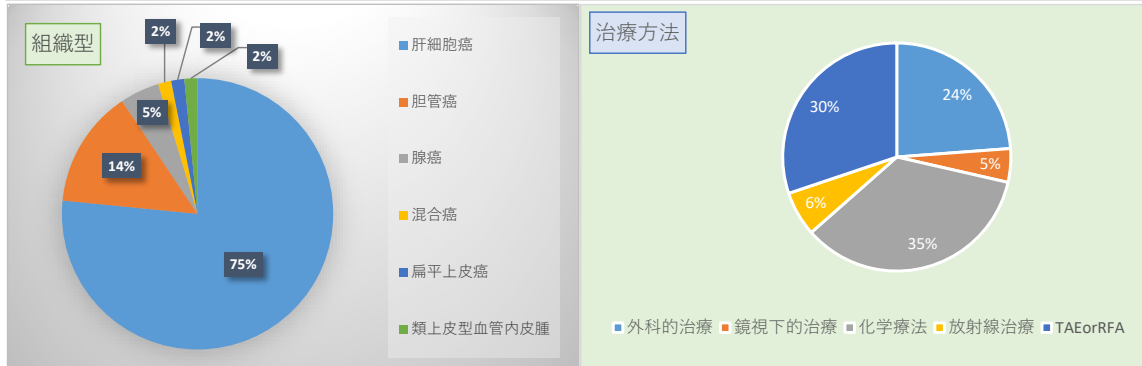 組織型
2%
2%
2%
5%
14%
75%
肝細胞癌
胆管癌
腺癌
混合癌
扁平上皮癌
類上皮型血管内皮腫
治療方法
24%
5%
35%
6%
30%
外科的治療 鏡視下的治療 化学療法 放射線治療 TAEorRFA